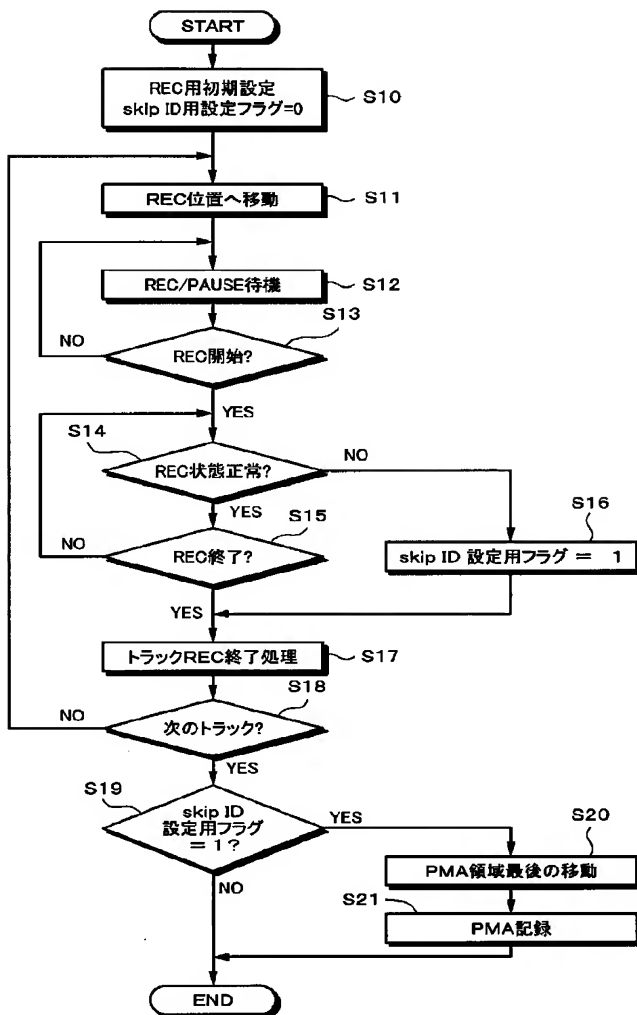 START
REC用初期設定
skip ID用設定フラグ=0
S10
REC位置へ移動
S11
REC/PAUSE待機
S12
S13
REC開始?
NO
YES
S14
REC状態正常?
NO
YES
S15
REC終了?
NO
YES
S16
skip ID 設定用フラグ = 1
トラックREC終了処理
S17
S18
次のトラック?
NO
YES
S19
skip ID
設定用フラグ
= 1?
YES
NO
S20
PMA領域最後の移動
S21
PMA記録
END